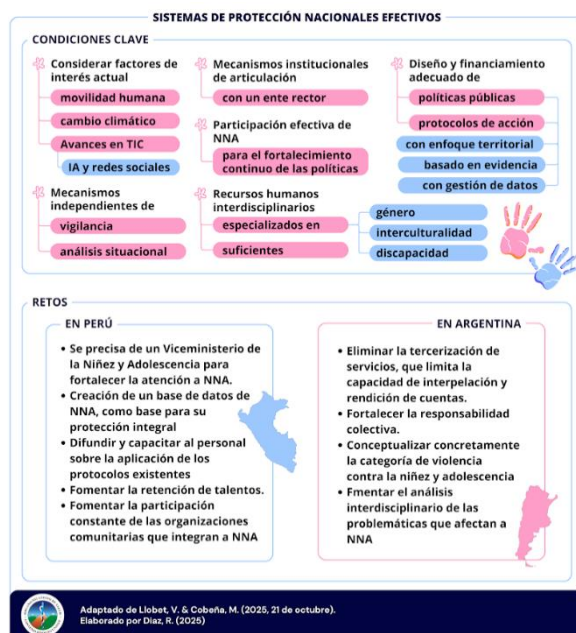 SISTEMAS DE PROTECCIÓN NACIONALES EFECTIVOS
CONDICIONES CLAVE
Considerar factores de
interés actual
movilidad humana
cambio climático
Avances en TIC
IA y redes sociales
Mecanismos
independientes de
vigilancia
análisis situacional
Mecanismos institucionales
de articulación
con un ente rector
Participación efectiva de
NNA
para el fortalecimiento
continuo de las políticas
Recursos humanos
interdisciplinarios
especializados en
suficientes
género
interculturalidad
discapacidad
Diseño y financiamiento
adecuado de
políticas públicas
protocolos de acción
con enfoque territorial
basado en evidencia
con gestión de datos
RETOS
EN PERÚ
• Se precisa de un Viceministerio de
la Niñez y Adolescencia para
fortalecer la atención a NNA.
• Creación de un base de datos de
NNA, como base para su
protección integral
• Difundir y capacitar al personal
sobre la aplicación de los
protocolos existentes
• Fomentar la retención de talentos.
• Fomentar la participación
constante de las organizaciones
comunitarias que integran a NNA
EN ARGENTINA
• Eliminar la tercerización de
servicios, que limita la
capacidad de interpelación y
rendición de cuentas.
• Fortalecer la responsabilidad
colectiva.
• Conceptualizar concretamente
la categoría de violencia
contra la niñez y adolescencia
• Fmentar el análisis
interdisciplinario de las
problemáticas que afectan a
NNA
Adaptado de Llobet, V. & Cobeña, M. (2025, 21 de octubre).
Elaborado por Diaz, R. (2025)